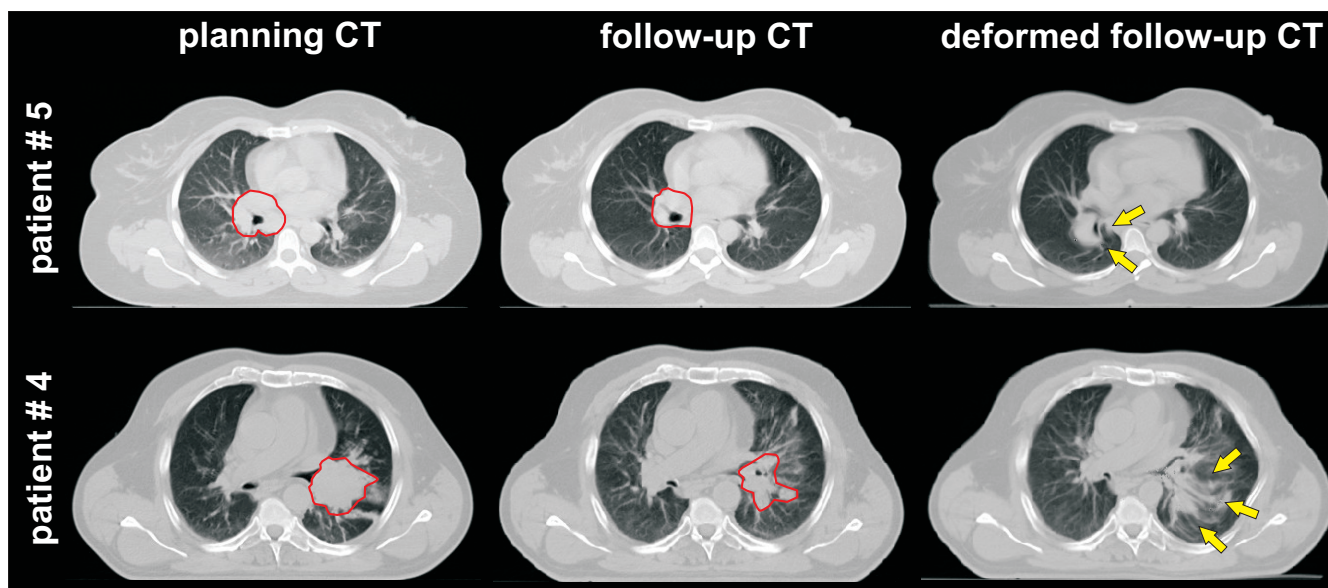 planning CT
follow-up CT
deformed follow-up CT
patient # 5
patient # 4